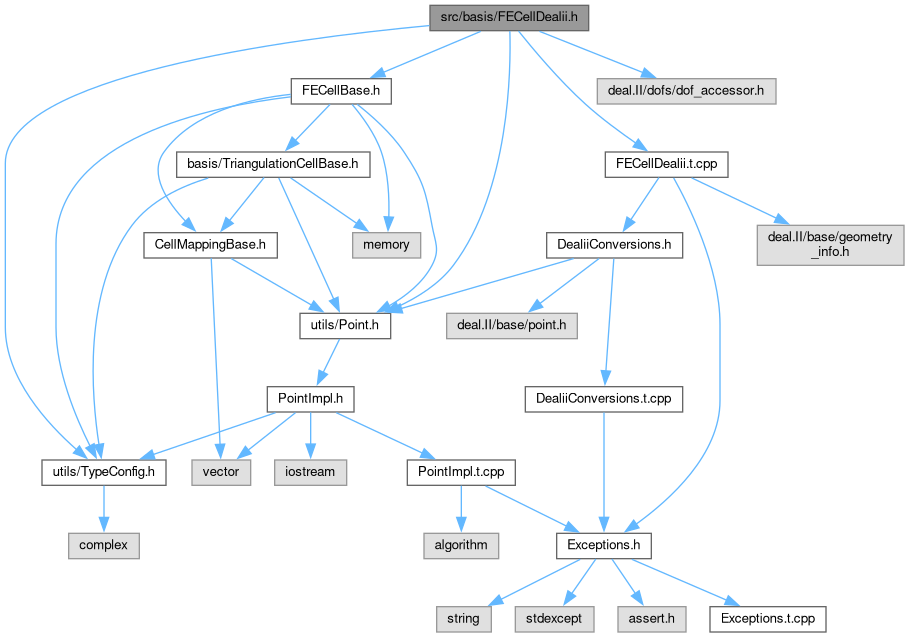 src/basis/FECellDealii.h
FECellBase.h
deal.II/dofs/dof_accessor.h
basis/TriangulationCellBase.h
FECellDealii.t.cpp
CellMappingBase.h
memory
DealiiConversions.h
deal.II/base/geometry
_info.h
utils/Point.h
deal.II/base/point.h
PointImpl.h
DealiiConversions.t.cpp
utils/TypeConfig.h
vector
iostream
PointImpl.t.cpp
complex
algorithm
Exceptions.h
string
stdexcept
assert.h
Exceptions.t.cpp